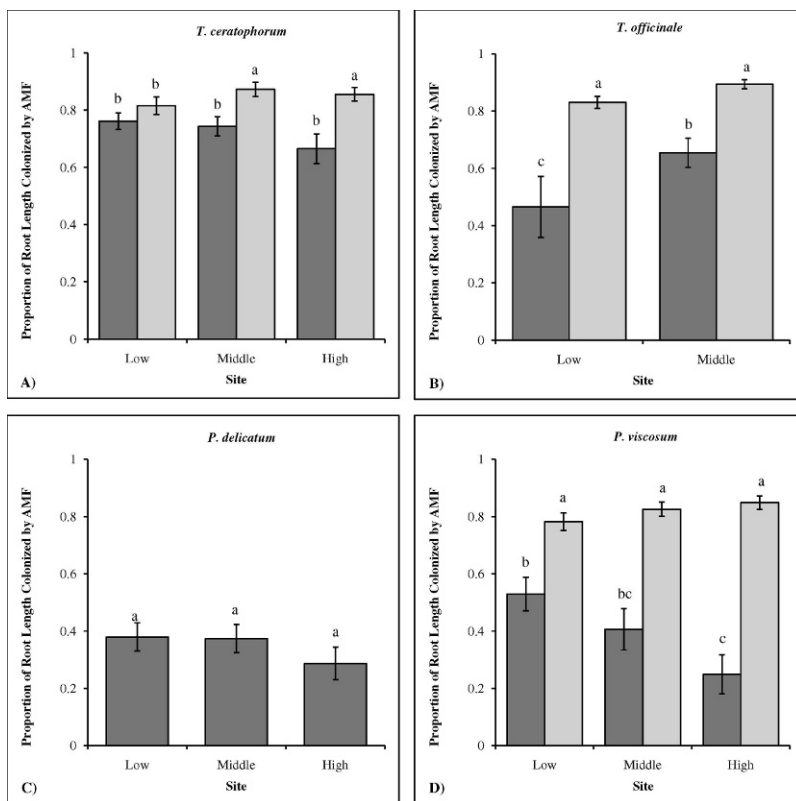 T. ceratophorum
Proportion of Root Length Colonized by AMF
1
0.8
0.6
0.4
0.2
0
b
b
b
a
b
a
Low
Middle
High
Site
A)
T. officinale
Proportion of Root Length Colonized by AMF
1
0.8
0.6
0.4
0.2
0
c
a
b
a
Low
Middle
Site
B)
P. delicatum
Proportion of Root Length Colonized by AMF
1
0.8
0.6
0.4
0.2
0
a
a
a
Low
Middle
High
Site
C)
P. viscosum
Proportion of Root Length Colonized by AMF
1
0.8
0.6
0.4
0.2
0
b
a
bc
a
c
a
Low
Middle
High
Site
D)